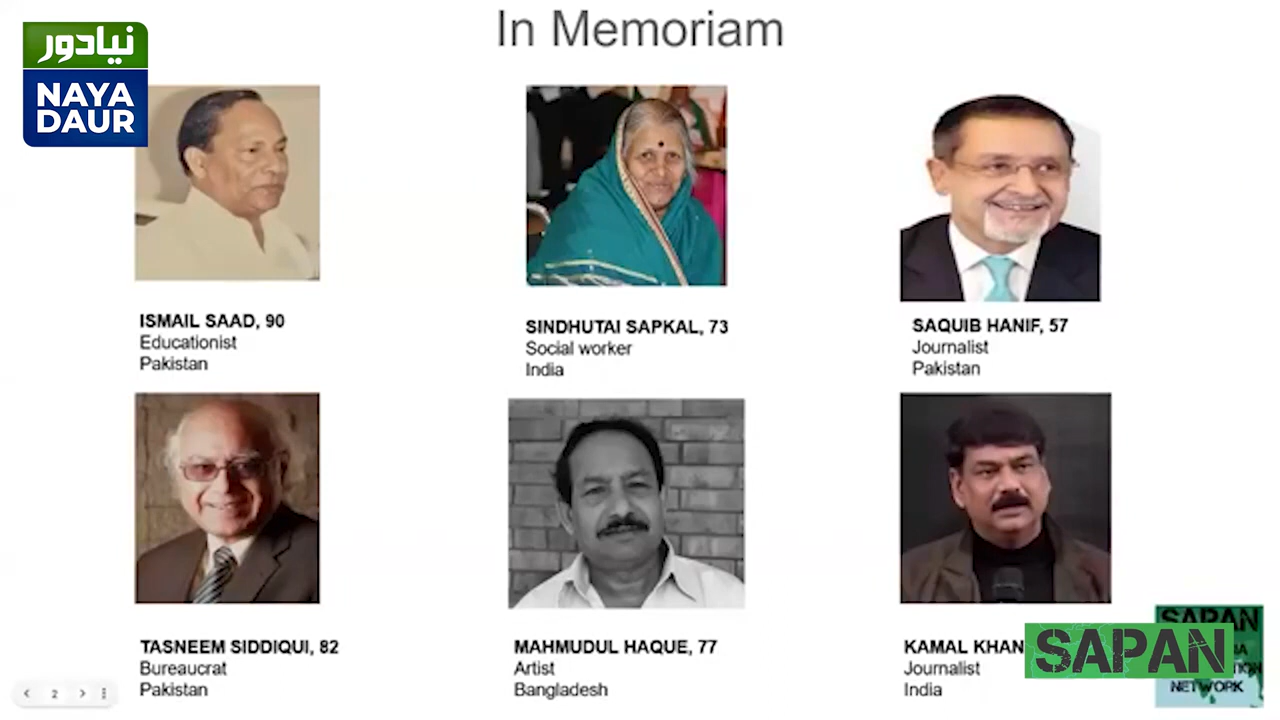 In Memoriam
نیادور
NAYA
DAUR
ISMAIL SAAD, 90
Educationist
Pakistan
SINDHUTAI SAPKAL, 73
Social worker
India
SAQUIB HANIF, 57
Journalist
Pakistan
TASNEEM SIDDIQUI, 82
Bureaucrat
Pakistan
MAHMUDUL HAQUE, 77
Artist
Bangladesh
KAMAL KHAN
Journalist
India
SAPAN
SAPAN
NETWORK
2